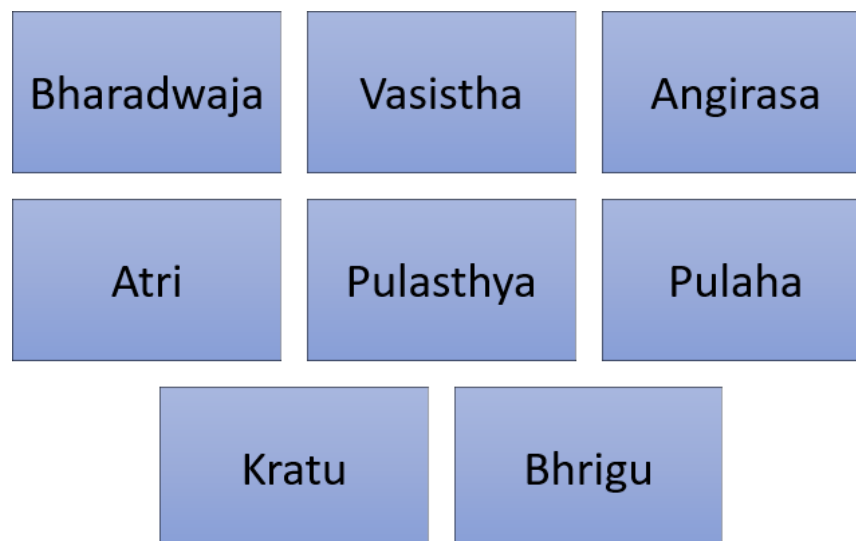 Bharadwaja
Vasistha
Angirasa
Atri
Pulasthya
Pulaha
Kratu
Bhrigu